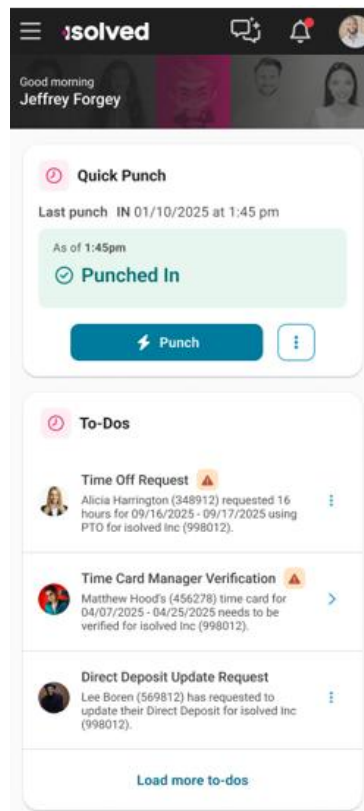 isolved
Good morning
Jeffrey Forgey
Quick Punch
Last punch IN 01/10/2025 at 1:45 pm
As of 1:45pm
Punched In
Punch
To-Dos
Time Off Request
Alicia Harrington (348912) requested 16
hours for 09/16/2025 - 09/17/2025 using
PTO for isolved Inc (998012).
Time Card Manager Verification
Matthew Hood's (456278) time card for
04/07/2025 - 04/25/2025 needs to be
verified for isolved Inc (998012).
Direct Deposit Update Request
Lee Boren (569812) has requested to
update their Direct Deposit for isolved Inc
(998012).
Load more to-dos